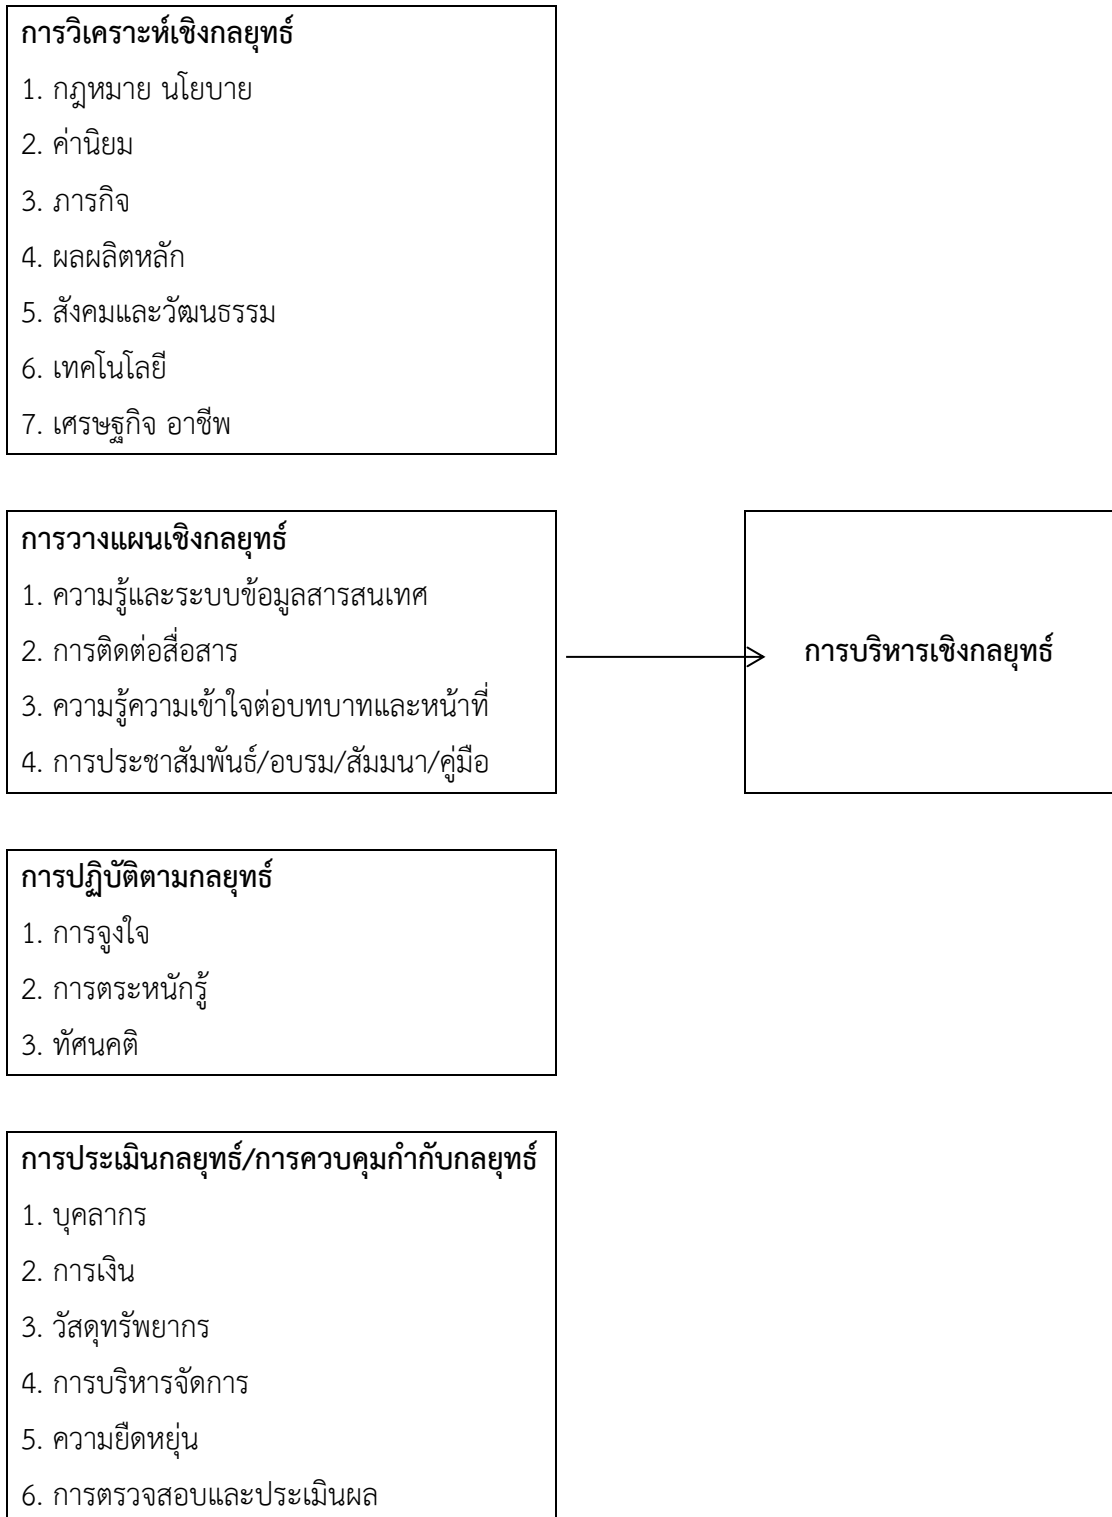 การวิเคราะห์เชิงกลยุทธ์
1. กฎหมาย นโยบาย
2. ค่านิยม
3. ภารกิจ
4. ผลผลิตหลัก
5. สังคมและวัฒนธรรม
6. เทคโนโลยี
7. เศรษฐกิจ อาชีพ
การวางแผนเชิงกลยุทธ์
1. ความรู้และระบบข้อมูลสารสนเทศ
2. การติดต่อสื่อสาร
3. ความรู้ความเข้าใจต่อบทบาทและหน้าที่
4. การประชาสัมพันธ์/อบรม/สัมมนา/คู่มือ
การบริหารเชิงกลยุทธ์
การปฏิบัติตามกลยุทธ์
1. การจูงใจ
2. การตระหนักรู้
3. ทัศนคติ
การประเมินกลยุทธ์/การควบคุมกำกับกลยุทธ์
1. บุคลากร
2. การเงิน
3. วัสดุทรัพยากร
4. การบริหารจัดการ
5. ความยืดหยุ่น
6. การตรวจสอบและประเมินผล